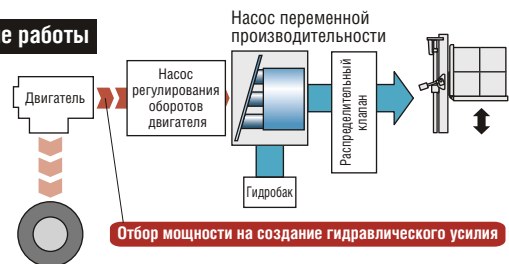 е работы
Насос переменной
производительности
Двигатель
Насос
регулирования
оборотов
двигателя
Распределительный
клапан
Гидробак
Отбор мощности на создание гидравлического усилия